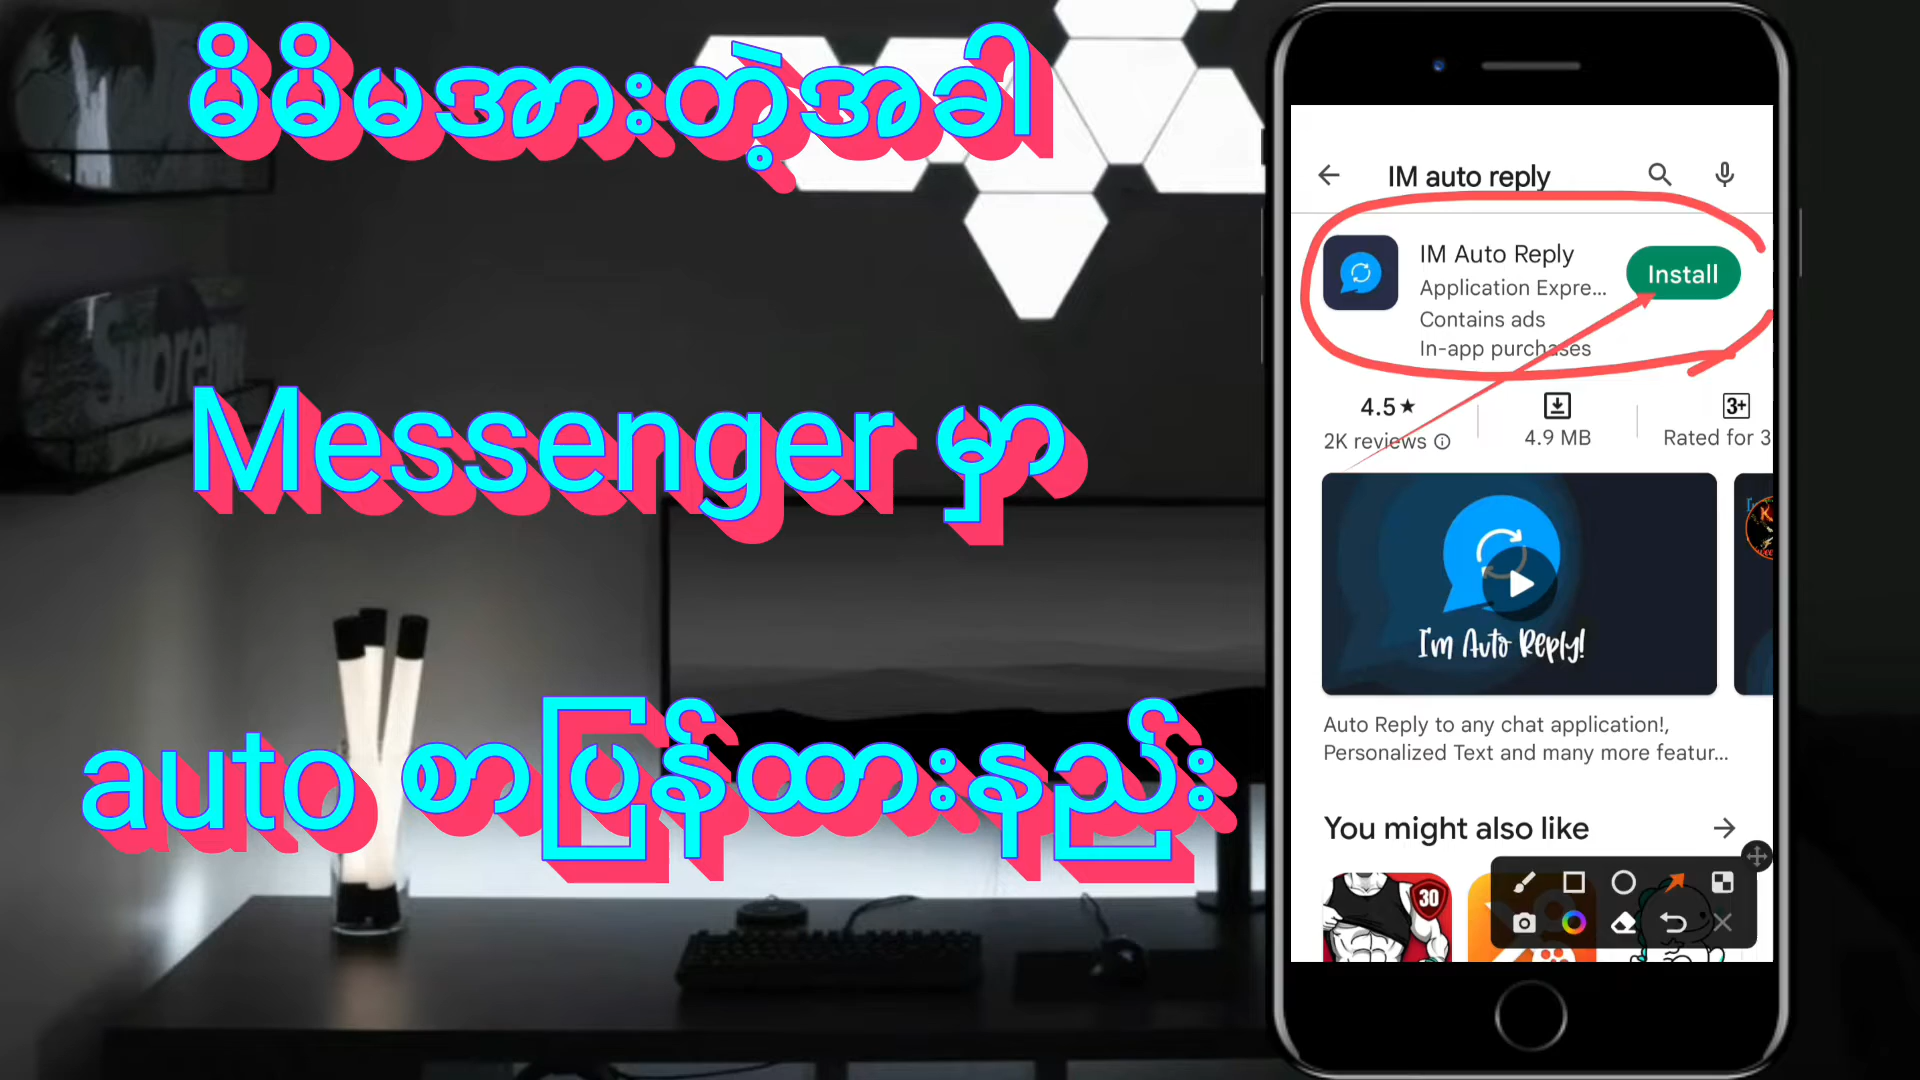 မိမိမအားတဲ့အခါ
Messenger မှာ
auto စာပြန်ထားနည်း
Supreme
IM auto reply
IM Auto Reply
Application Expre...
Install
Contains ads
In-app purchases
4.5★
2K reviews
4.9 MB
3+
Rated for 3
I'm Auto Reply!
Auto Reply to any chat application!,
Personalized Text and many more featur...
You might also like
30